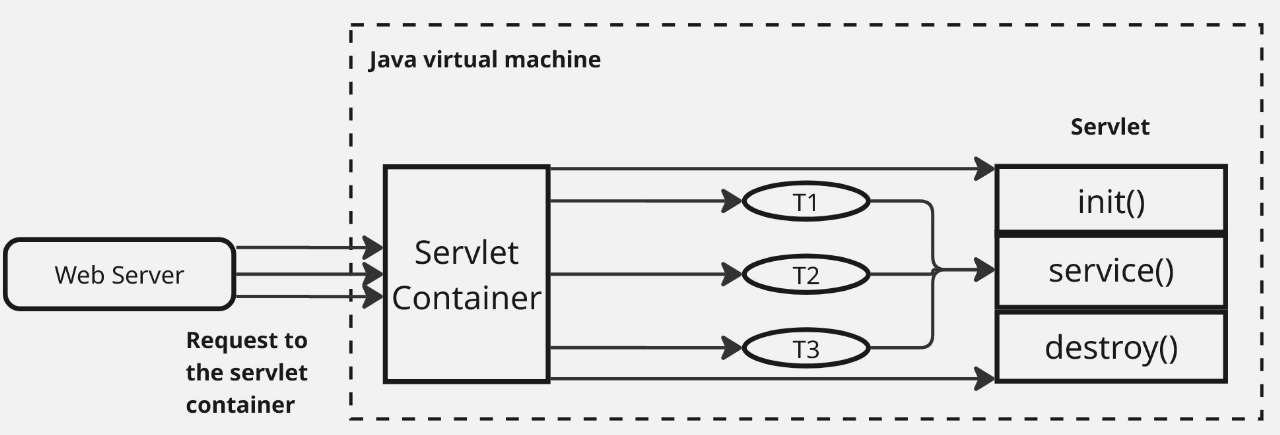 Java virtual machine
Servlet
init()
T1
Servlet
Container
Web Server
T2
service()
T3
destroy()
Request to
the servlet
container